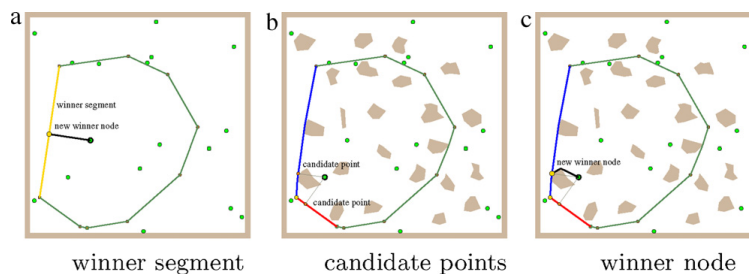 a
b
c
winner segment
new winner node
candidate point
candidate point
new winner node
winner segment
candidate points
winner node